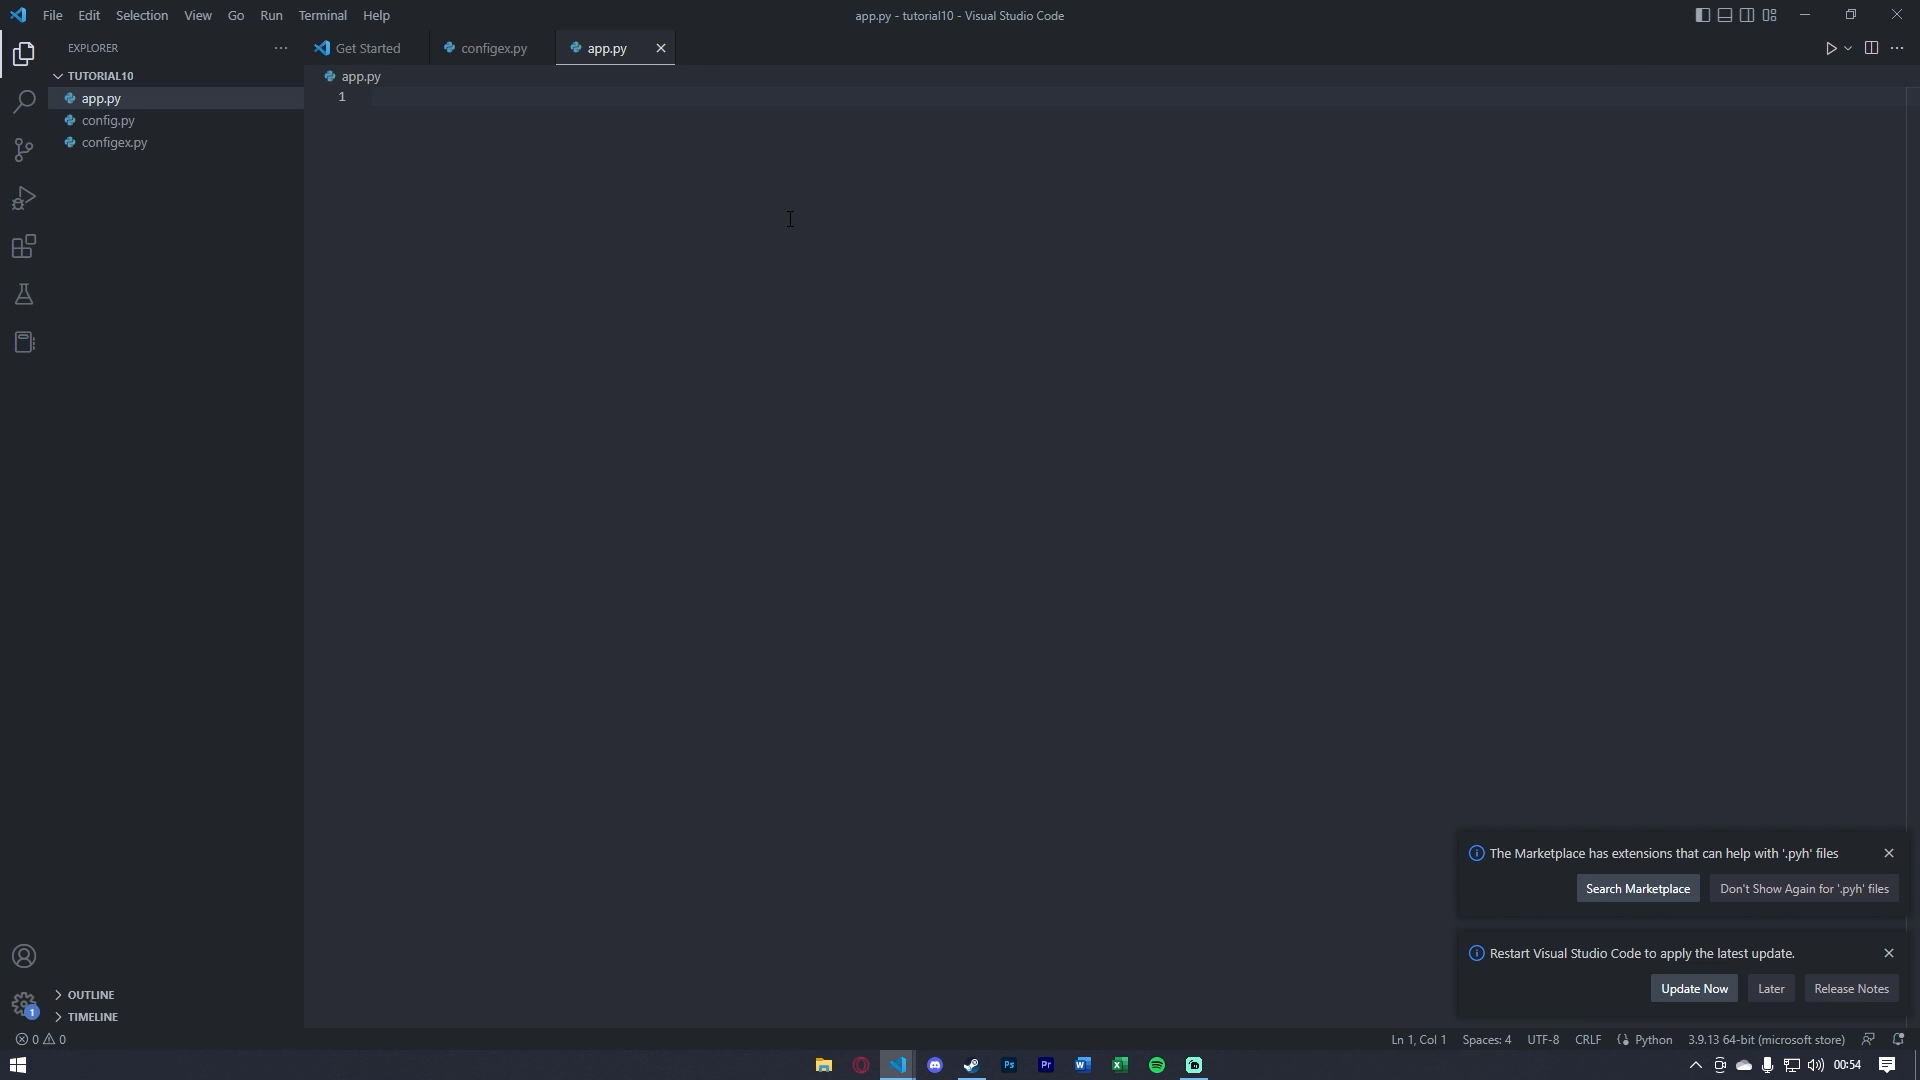 File Edit Selection View Go Run Terminal Help
app.py - tutorial10 - Visual Studio Code
EXPLORER
Get Started
configex.py
app.py
TUTORIAL10
app.py
config.py
configex.py
app.py
1
The Marketplace has extensions that can help with '.pyh' files
Search Marketplace
Don't Show Again for '.pyh' files
Restart Visual Studio Code to apply the latest update.
Update Now
Later
Release Notes
1
OUTLINE
TIMELINE
0 0
Ln 1, Col 1 Spaces: 4 UTF-8 CRLF Python 3.9.13 64-bit (microsoft store)
Ps Pr
00:54